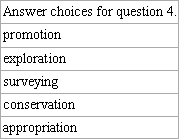 Answer choices for question 4.
promotion
exploration
surveying
conservation
appropriation